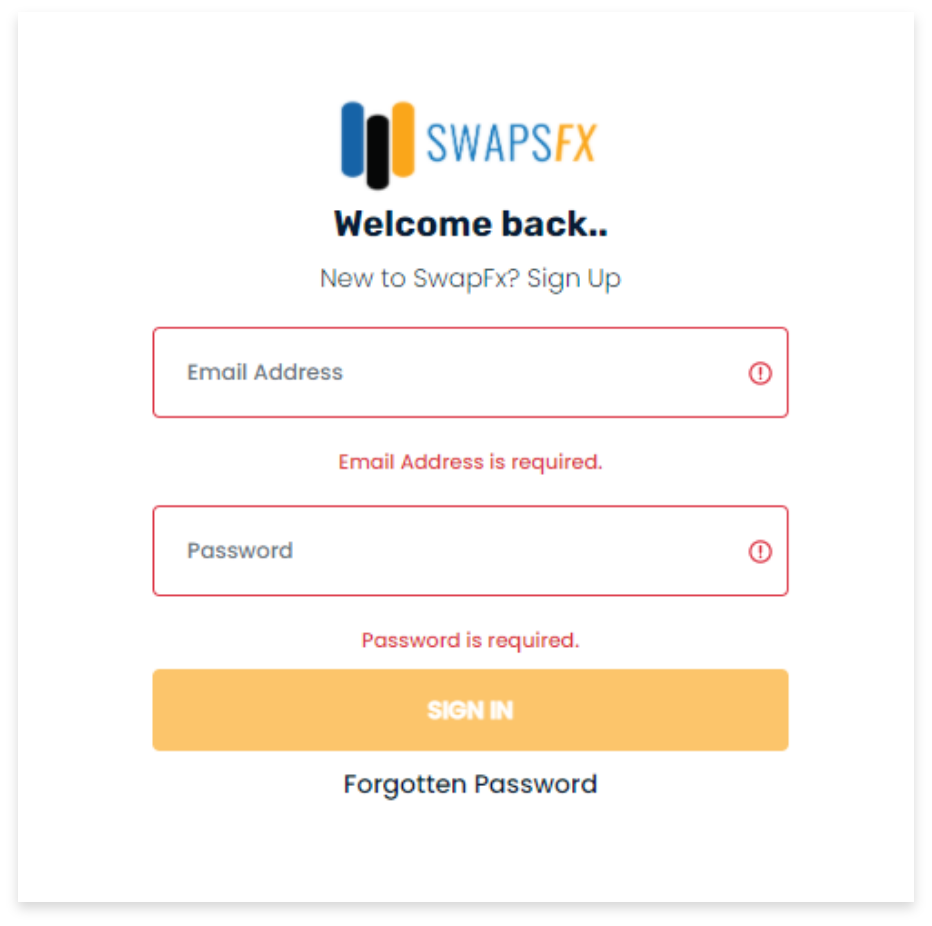 SWAPSFX
Welcome back..
New to SwapFx? Sign Up
Email Address
Email Address is required.
Password
Password is required.
SIGN IN
Forgotten Password